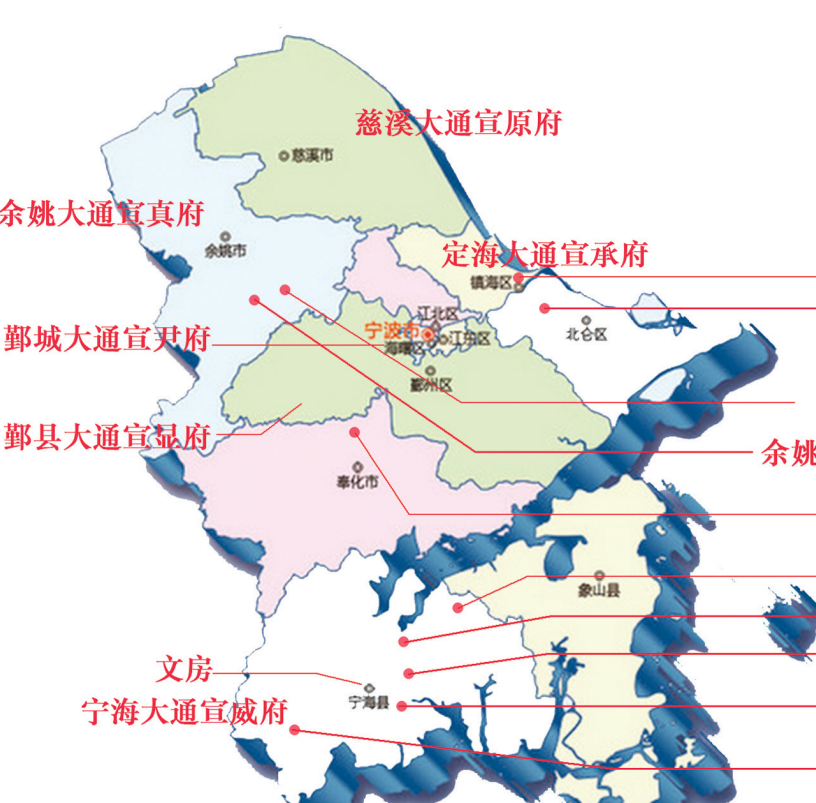 慈溪大通宣原府
慈溪市
余姚大通宣真府
余姚市
定海大通宣承府
镇海区
江北区
宁波市
江东区
海曙区
北仑区
鄞城大通宣尹府
鄞州区
鄞县大通宣显府
余姚
奉化市
象山县
文房
宁海县
宁海大通宣威府